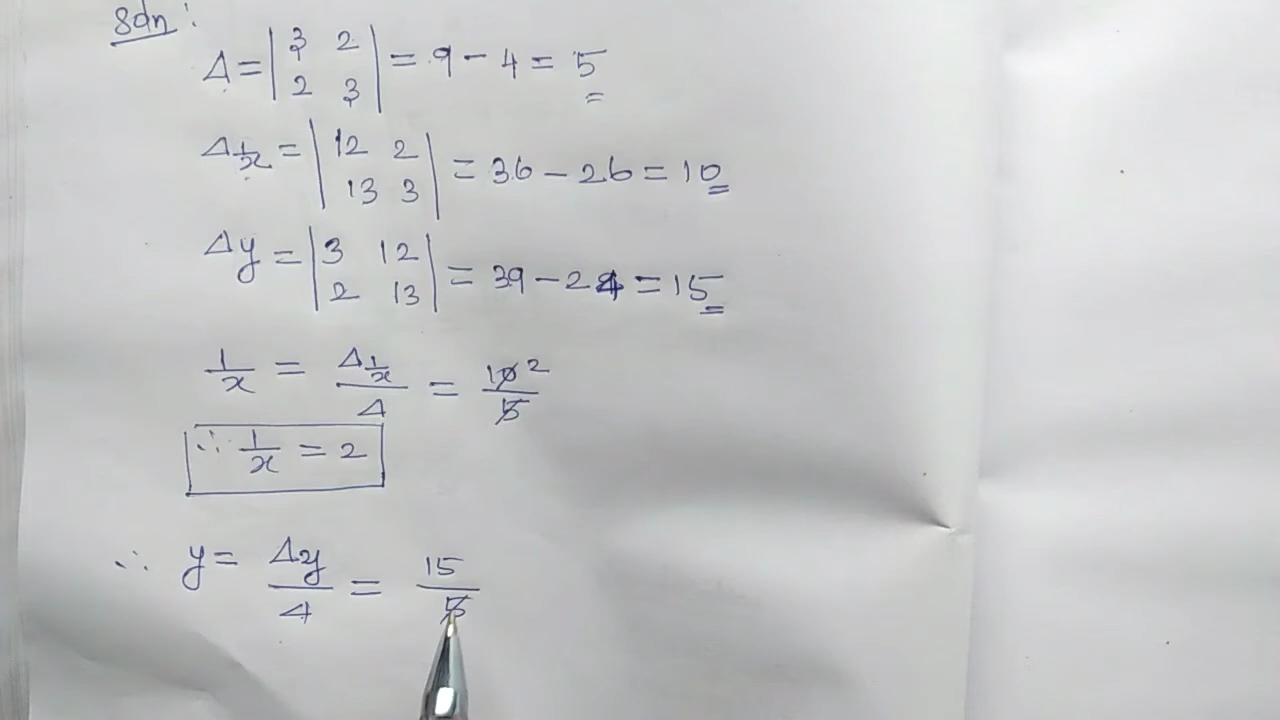 Soln:
Δ = | 3 2 | = 9 - 4 = 5
| 2 3 |
Δ1/x = | 12 2 | = 36 - 26 = 10
| 13 3 |
Δy = | 3 12 | = 39 - 24 = 15
| 2 13 |
1/x = Δ1/x / Δ = 10 2 / 5
∴ 1/x = 2
∴ y = Δy / Δ = 15 / 5